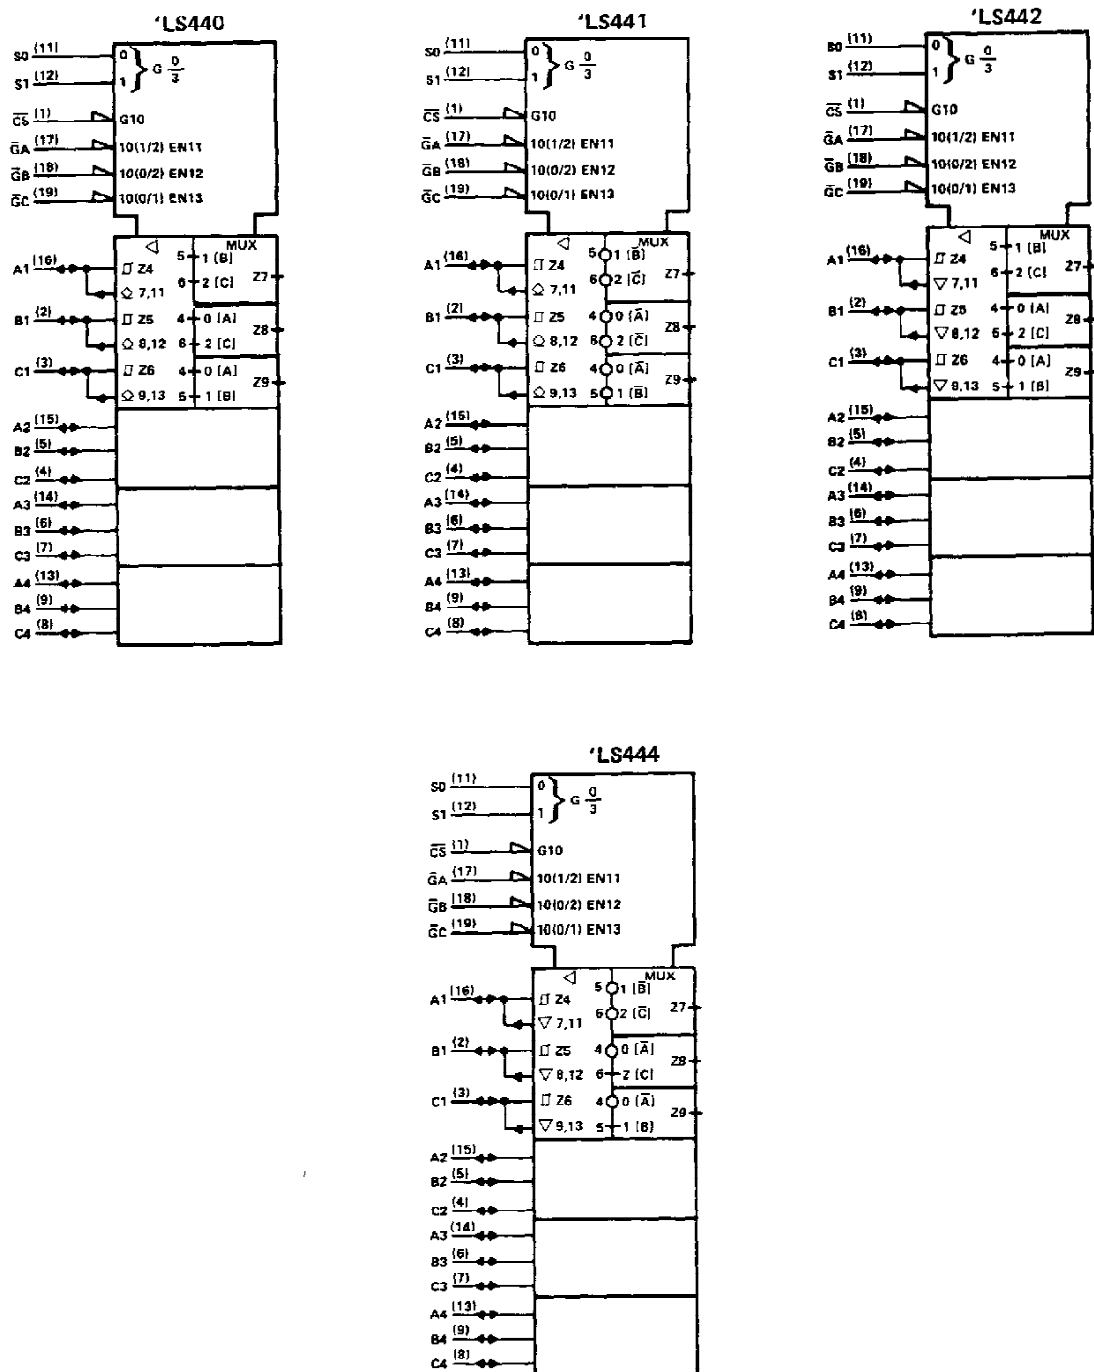 'LS440
S0 (11) 0
S1 (12) 1
G 0/3
CS̅ (1) G10
G̅A (17) 10(1/2) EN11
G̅B (18) 10(0/2) EN12
G̅C (19) 10(0/1) EN13
◁ MUX
5 1 [B]
A1 (16) Z4 Z7
6 2 [C]
7,11
B1 (2) Z5 4 0 [A] Z8
8,12 6 2 [C]
C1 (3) Z6 4 0 [A] Z9
9,13 5 1 [B]
A2 (15)
B2 (5)
C2 (4)
A3 (14)
B3 (6)
C3 (7)
A4 (13)
B4 (9)
C4 (8)
'LS441
S0 (11) 0
S1 (12) 1
G 0/3
C̅S̅ (1) G10
G̅A (17) 10(1/2) EN11
G̅B (18) 10(0/2) EN12
G̅C (19) 10(0/1) EN13
◁ MUX
5 1 [B̅]
A1 (16) Z4 Z7
6 2 [C̅]
7,11
B1 (2) Z5 4 0 [A̅] Z8
8,12 6 2 [C̅]
C1 (3) Z6 4 0 [A̅] Z9
9,13 5 1 [B̅]
A2 (15)
B2 (5)
C2 (4)
A3 (14)
B3 (6)
C3 (7)
A4 (13)
B4 (9)
C4 (8)
'LS442
S0 (11) 0
S1 (12) 1
G 0/3
C̅S̅ (1) G10
G̅A (17) 10(1/2) EN11
G̅B (18) 10(0/2) EN12
G̅C (19) 10(0/1) EN13
◁ MUX
5 1 [B]
A1 (16) Z4 Z7
6 2 [C]
7,11
B1 (2) Z5 4 0 [A] Z8
8,12 6 2 [C]
C1 (3) Z6 4 0 [A] Z9
9,13 5 1 [B]
A2 (15)
B2 (5)
C2 (4)
A3 (14)
B3 (6)
C3 (7)
A4 (13)
B4 (9)
C4 (8)
'LS444
S0 (11) 0
S1 (12) 1
G 0/3
C̅S̅ (1) G10
G̅A (17) 10(1/2) EN11
G̅B (18) 10(0/2) EN12
G̅C (19) 10(0/1) EN13
◁ MUX
5 1 [B̅]
A1 (16) Z4 Z7
6 2 [C̅]
▽ 7,11
B1 (2) Z5 4 0 [A̅] Z8
▽ 8,12 6 2 [C]
C1 (3) Z6 4 0 [A̅] Z9
▽ 9,13 5 1 [B]
A2 (15)
B2 (5)
C2 (4)
A3 (14)
B3 (6)
C3 (7)
A4 (13)
B4 (9)
C4 (8)